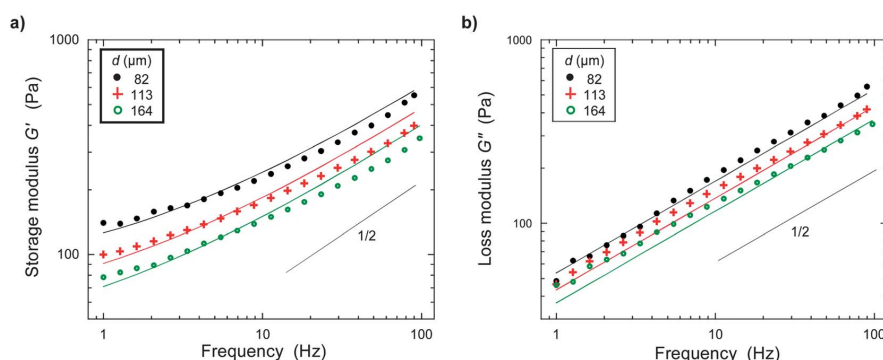 a)
1000
100
Storage modulus G′ (Pa)
d (μm)
82
113
164
1/2
1
10
100
Frequency (Hz)
b)
1000
100
Loss modulus G″ (Pa)
d (μm)
82
113
164
1/2
1
10
100
Frequency (Hz)